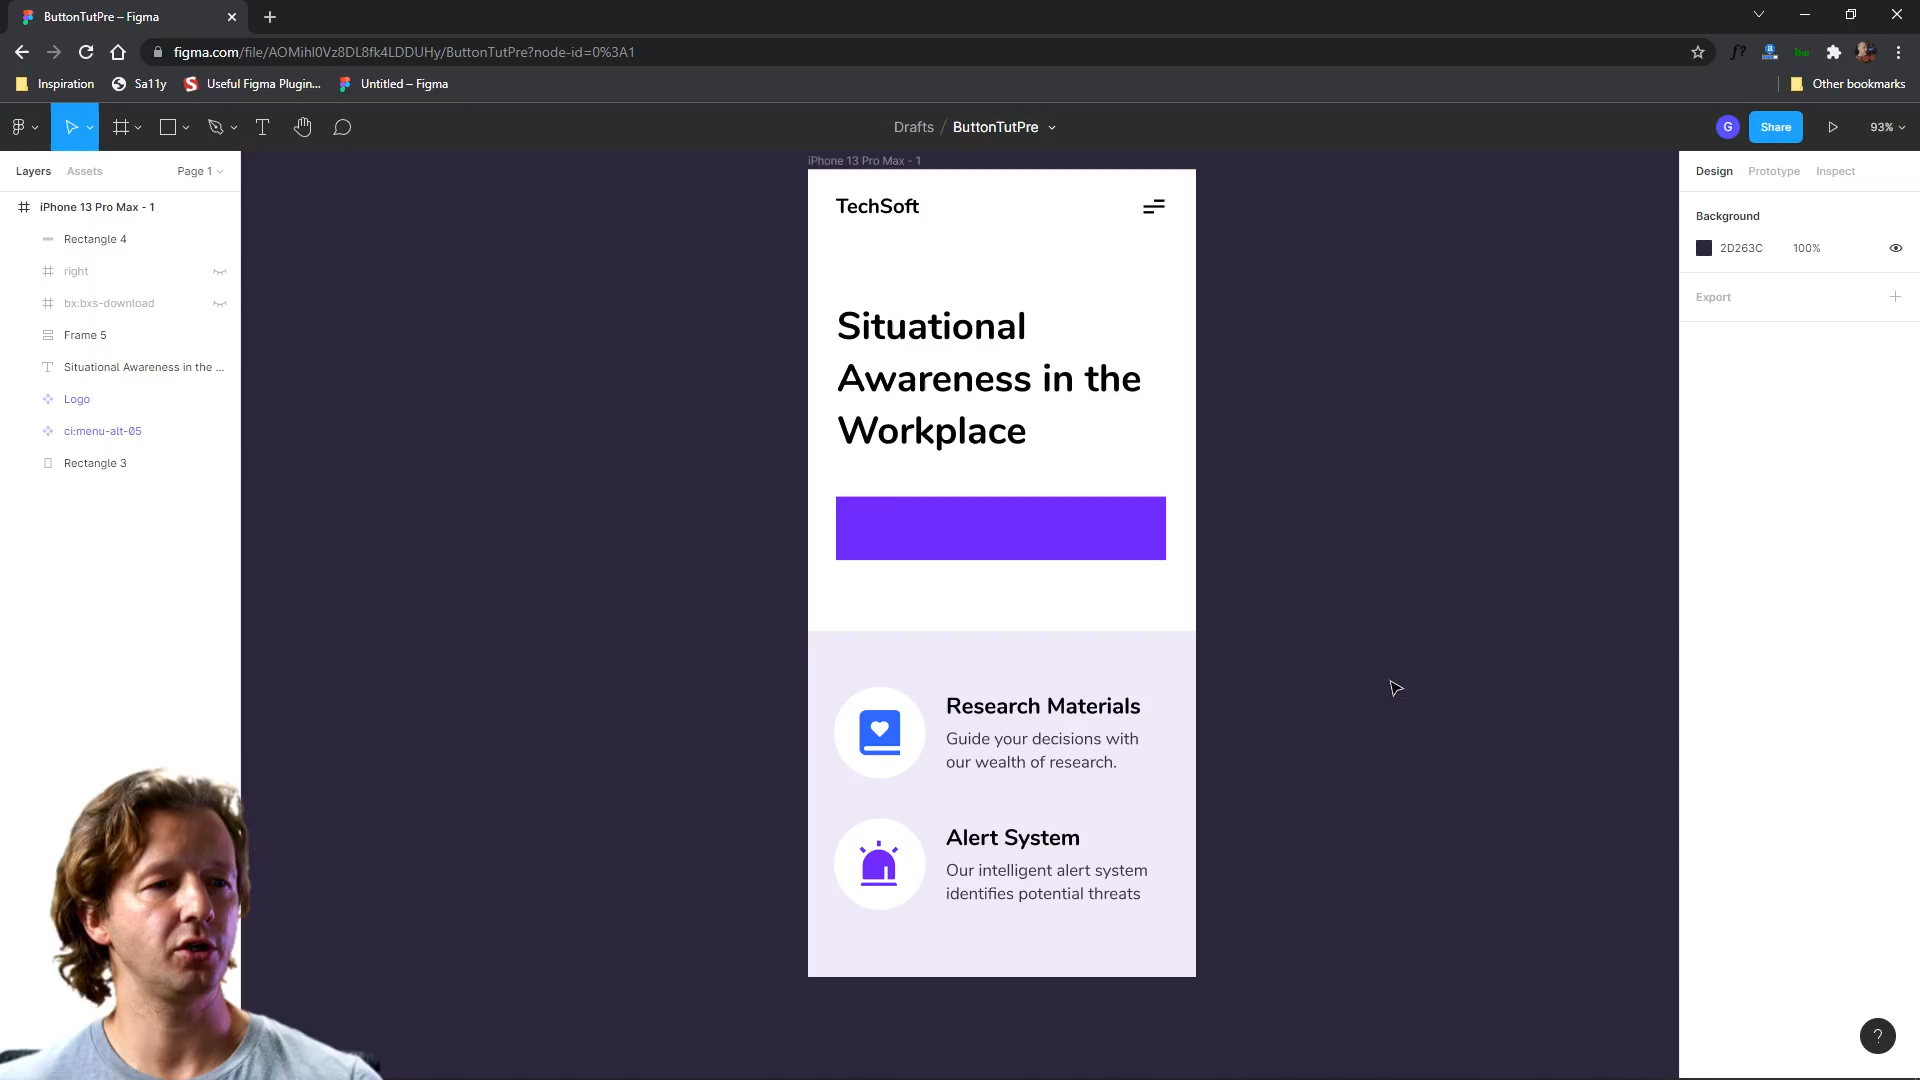 ButtonTutPre – Figma
figma.com/file/AOMihI0Vz8DL8fk4LDDUHy/ButtonTutPre?node-id=0%3A1
f?
bw
Inspiration
Sa11y
Useful Figma Plugin...
Untitled – Figma
Other bookmarks
Drafts / ButtonTutPre
G
Share
93%
Layers
Assets
Page 1
iPhone 13 Pro Max - 1
Rectangle 4
right
bx:bxs-download
Frame 5
Situational Awareness in the ...
Logo
ci:menu-alt-05
Rectangle 3
iPhone 13 Pro Max - 1
TechSoft
Situational
Awareness in the
Workplace
Research Materials
Guide your decisions with
our wealth of research.
Alert System
Our intelligent alert system
identifies potential threats
Design
Prototype
Inspect
Background
2D263C
100%
Export
?